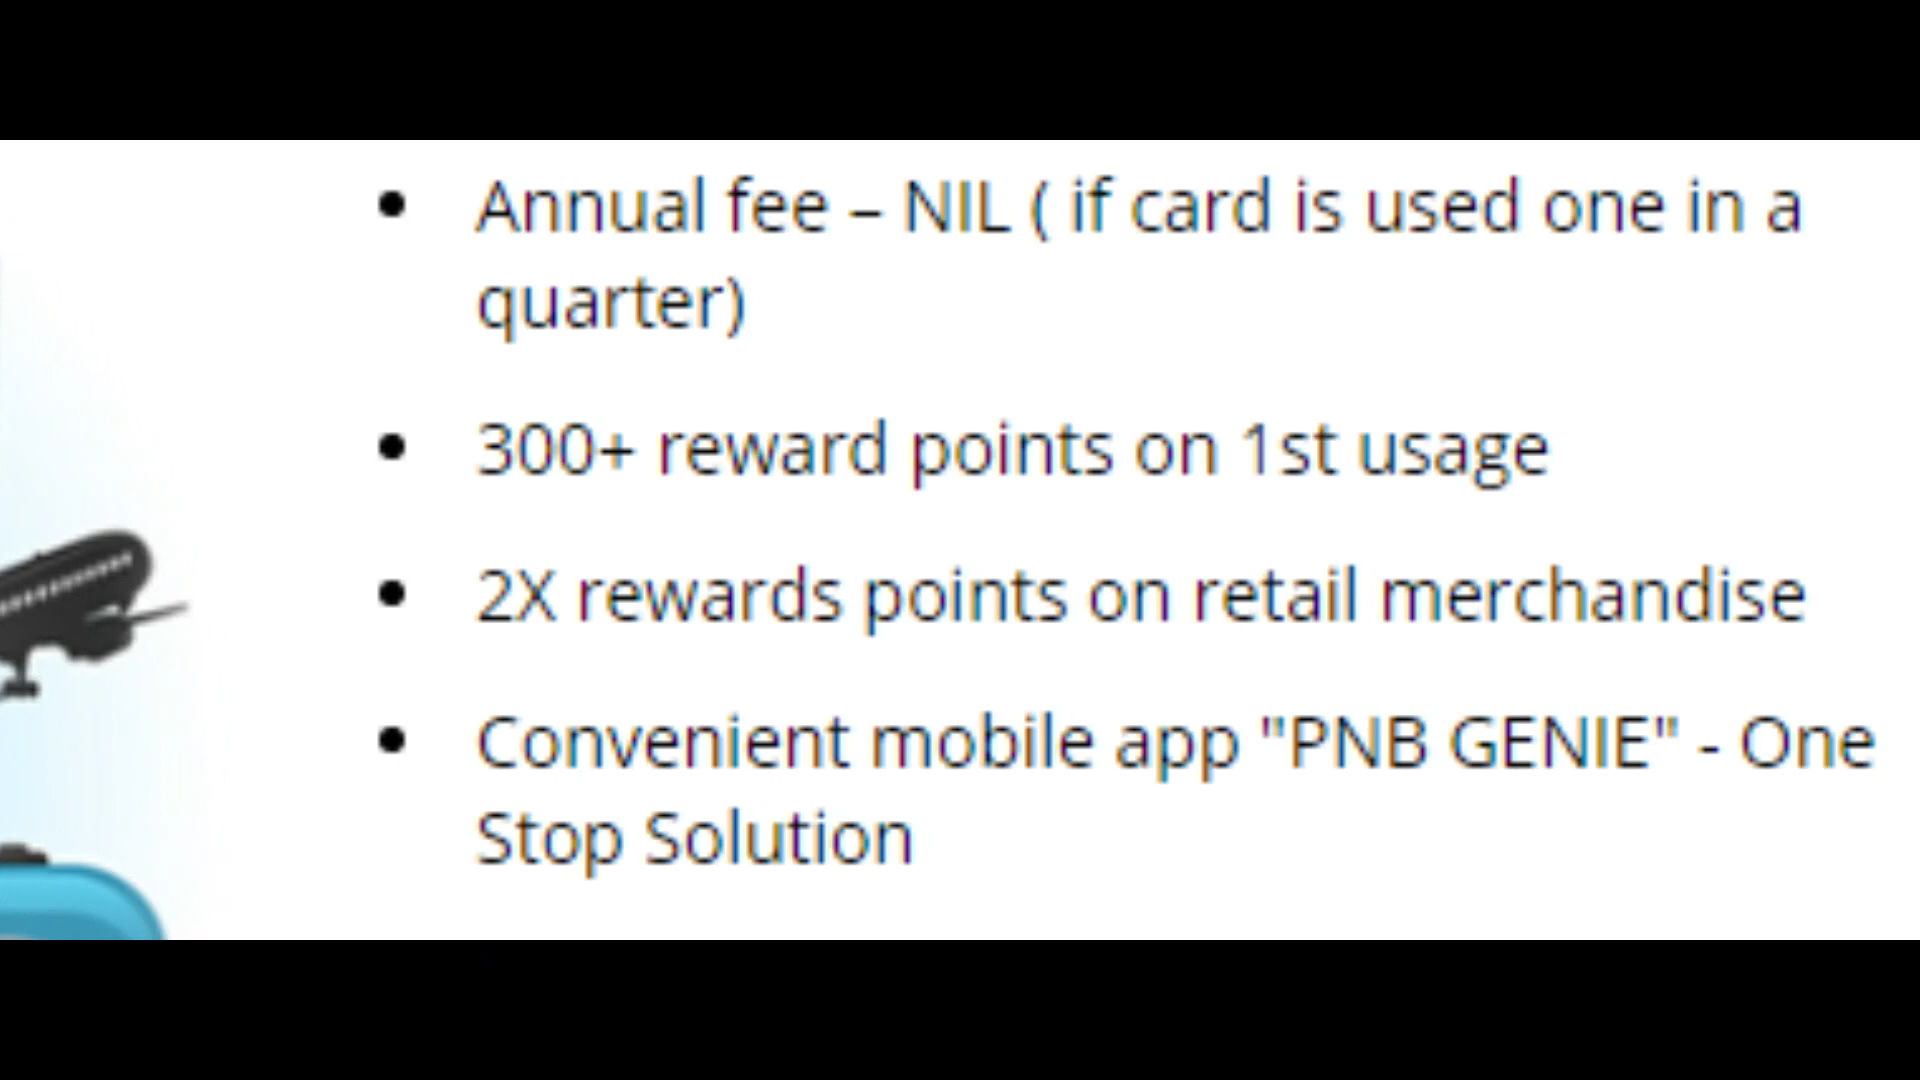 • Annual fee – NIL ( if card is used one in a
quarter)
• 300+ reward points on 1st usage
• 2X rewards points on retail merchandise
• Convenient mobile app "PNB GENIE" - One
Stop Solution